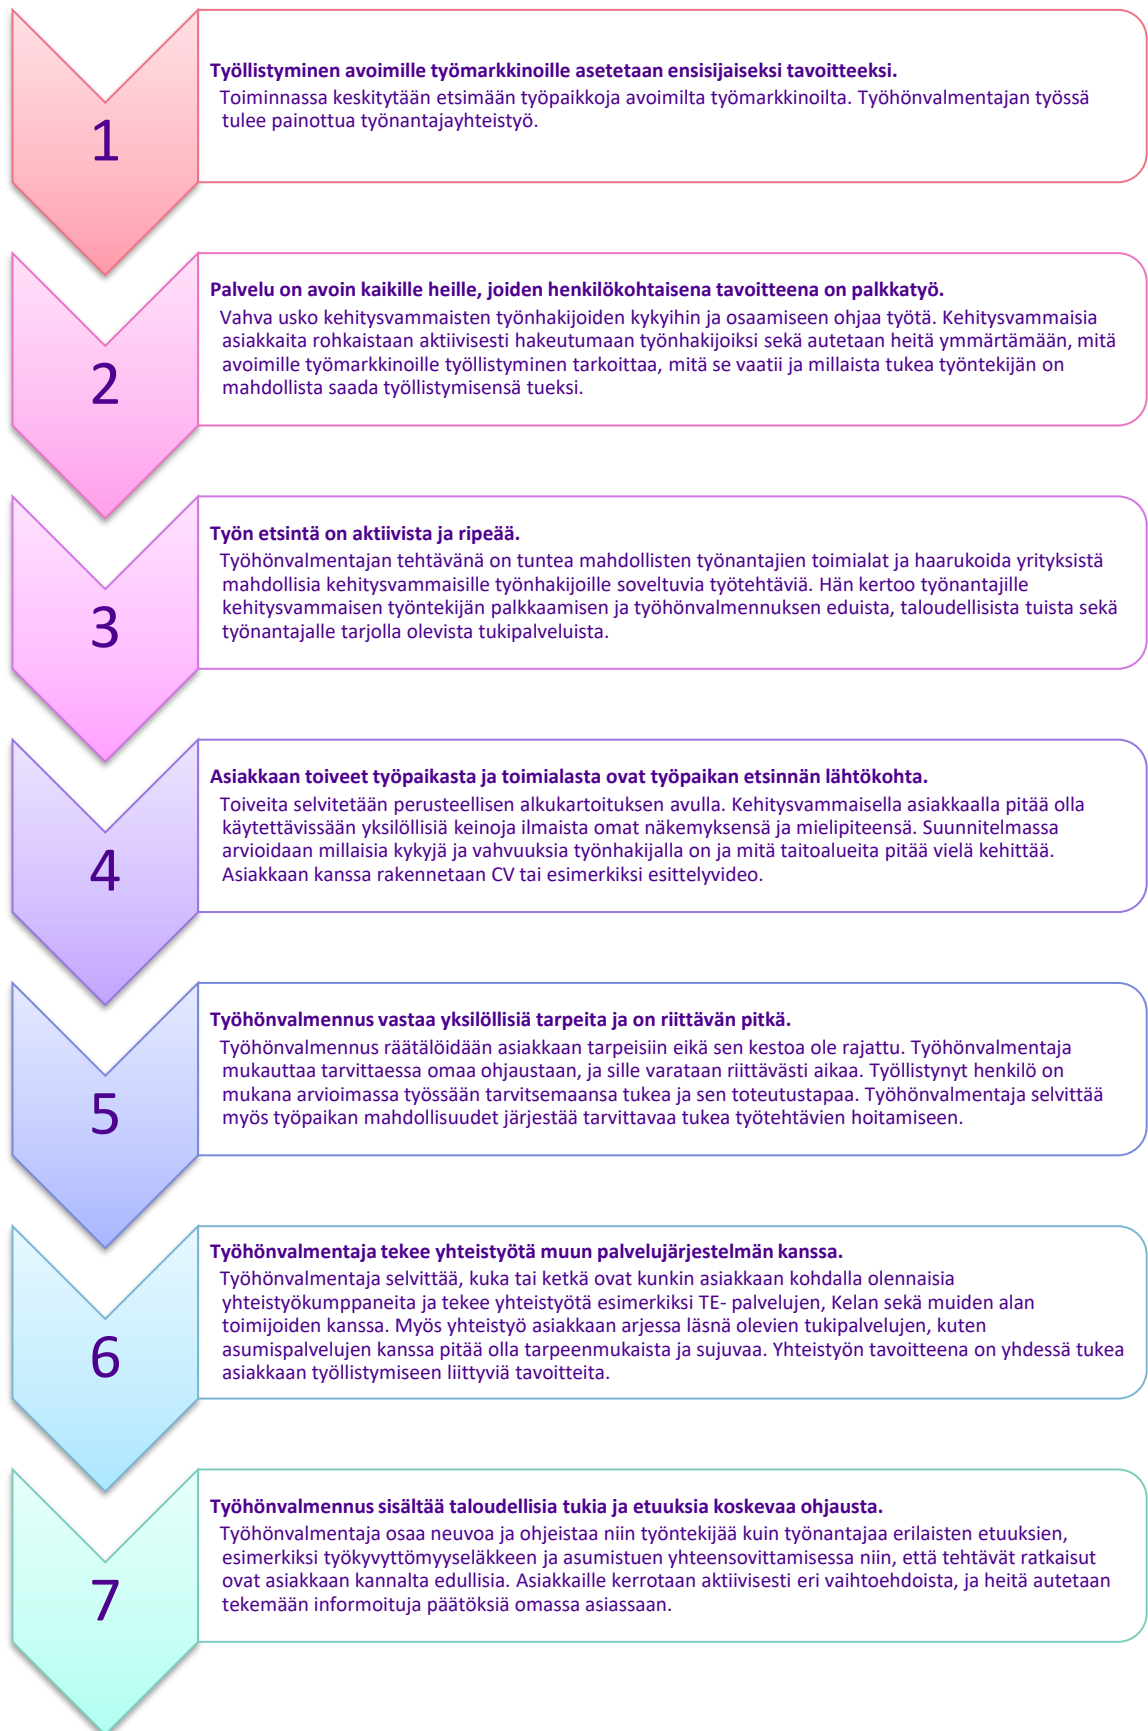 1
Työllistyminen avoimille työmarkkinoille asetetaan ensisijaiseksi tavoitteeksi.
Toiminnassa keskitytään etsimään työpaikkoja avoimilta työmarkkinoilta. Työhönvalmentajan työssä
tulee painottua työnantajayhteistyö.
2
Palvelu on avoin kaikille heille, joiden henkilökohtaisena tavoitteena on palkkatyö.
Vahva usko kehitysvammaisten työnhakijoiden kykyihin ja osaamiseen ohjaa työtä. Kehitysvammaisia
asiakkaita rohkaistaan aktiivisesti hakeutumaan työnhakijoiksi sekä autetaan heitä ymmärtämään, mitä
avoimille työmarkkinoille työllistyminen tarkoittaa, mitä se vaatii ja millaista tukea työntekijän on
mahdollista saada työllistymisensä tueksi.
3
Työn etsintä on aktiivista ja ripeää.
Työhönvalmentajan tehtävänä on tuntea mahdollisten työnantajien toimialat ja haarukoida yrityksistä
mahdollisia kehitysvammaisille työnhakijoille soveltuvia työtehtäviä. Hän kertoo työnantajille
kehitysvammaisen työntekijän palkkaamisen ja työhönvalmennuksen eduista, taloudellisista tuista sekä
työnantajalle tarjolla olevista tukipalveluista.
4
Asiakkaan toiveet työpaikasta ja toimialasta ovat työpaikan etsinnän lähtökohta.
Toiveita selvitetään perusteellisen alkukartoituksen avulla. Kehitysvammaisella asiakkaalla pitää olla
käytettävissään yksilöllisiä keinoja ilmaista omat näkemyksensä ja mielipiteensä. Suunnitelmassa
arvioidaan millaisia kykyjä ja vahvuuksia työnhakijalla on ja mitä taitoalueita pitää vielä kehittää.
Asiakkaan kanssa rakennetaan CV tai esimerkiksi esittelyvideo.
5
Työhönvalmennus vastaa yksilöllisiä tarpeita ja on riittävän pitkä.
Työhönvalmennus räätälöidään asiakkaan tarpeisiin eikä sen kestoa ole rajattu. Työhönvalmentaja
mukauttaa tarvittaessa omaa ohjaustaan, ja sille varataan riittävästi aikaa. Työllistynyt henkilö on
mukana arvioimassa työssään tarvitsemaansa tukea ja sen toteutustapaa. Työhönvalmentaja selvittää
myös työpaikan mahdollisuudet järjestää tarvittavaa tukea työtehtävien hoitamiseen.
6
Työhönvalmentaja tekee yhteistyötä muun palvelujärjestelmän kanssa.
Työhönvalmentaja selvittää, kuka tai ketkä ovat kunkin asiakkaan kohdalla olennaisia
yhteistyökumppaneita ja tekee yhteistyötä esimerkiksi TE- palvelujen, Kelan sekä muiden alan
toimijoiden kanssa. Myös yhteistyö asiakkaan arjessa läsnä olevien tukipalvelujen, kuten
asumispalvelujen kanssa pitää olla tarpeenmukaista ja sujuvaa. Yhteistyön tavoitteena on yhdessä tukea
asiakkaan työllistymiseen liittyviä tavoitteita.
7
Työhönvalmennus sisältää taloudellisia tukia ja etuuksia koskevaa ohjausta.
Työhönvalmentaja osaa neuvoa ja ohjeistaa niin työntekijää kuin työnantajaa erilaisten etuuksien,
esimerkiksi työkyvyttömyyseläkkeen ja asumistuen yhteensovittamisessa niin, että tehtävät ratkaisut
ovat asiakkaan kannalta edullisia. Asiakkaille kerrotaan aktiivisesti eri vaihtoehdoista, ja heitä autetaan
tekemään informoituja päätöksiä omassa asiassaan.